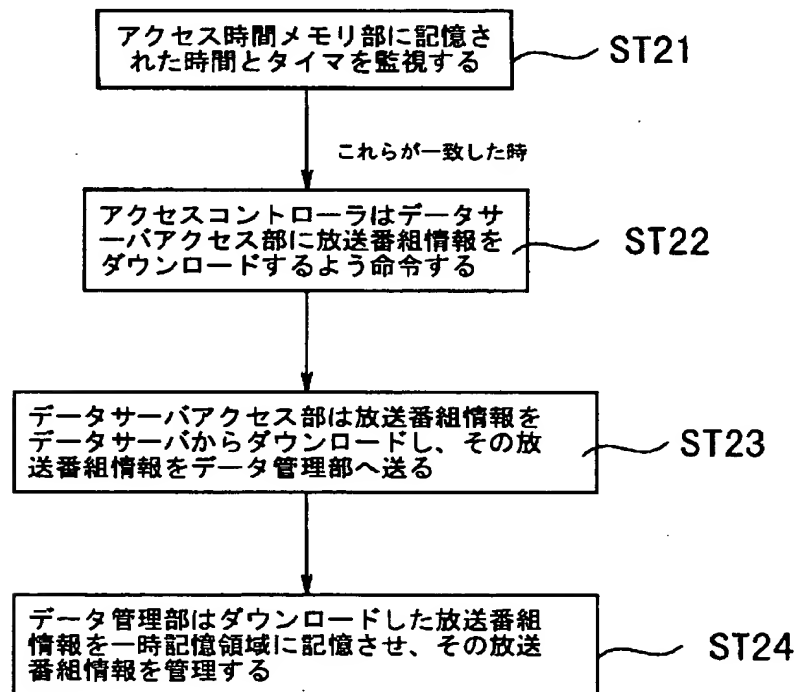 アクセス時間メモリ部に記憶さ
れた時間とタイマを監視する
ST21
これらが一致した時
アクセスコントローラはデータサ
ーバアクセス部に放送番組情報を
ダウンロードするよう命令する
ST22
データサーバアクセス部は放送番組情報を
データサーバからダウンロードし、その放
送番組情報をデータ管理部へ送る
ST23
データ管理部はダウンロードした放送番組
情報を一時記憶領域に記憶させ、その放送
番組情報を管理する
ST24